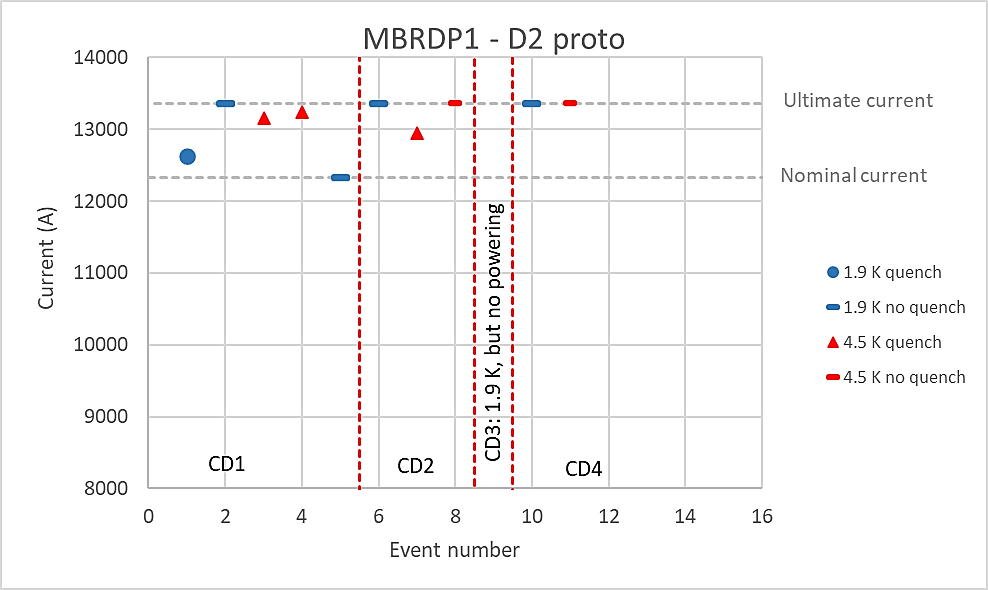 MBRDP1 - D2 proto
14000
13000
12000
11000
10000
9000
8000
Current (A)
0 2 4 6 8 10 12 14 16
Event number
CD1
CD2
CD3: 1.9 K, but no powering
CD4
Ultimate current
Nominal current
1.9 K quench
1.9 K no quench
4.5 K quench
4.5 K no quench